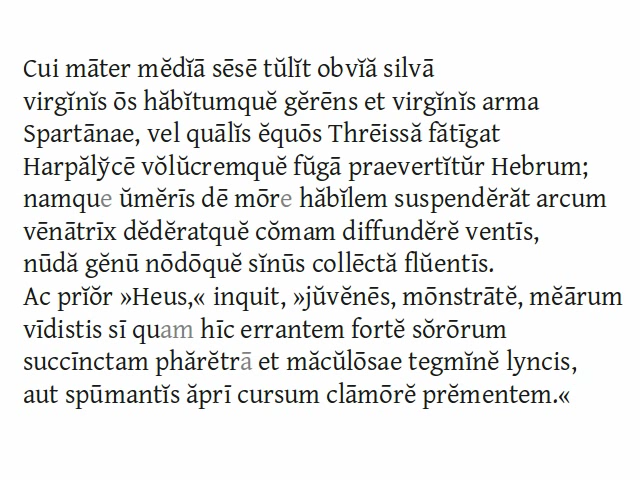 Cui māter mĕdĭā sēsē tŭlĭt obvĭă silvā
virgĭnĭs ōs hăbĭtumquĕ gĕrēns et virgĭnĭs arma
Spartānae, vel quālĭs ĕquōs Thrēissă fătīgat
Harpălўcē vŏlŭcremquĕ fŭgā praevertĭtŭr Hebrum;
namque ŭmĕrīs dē mōre hăbĭlem suspendĕrăt arcum
vēnātrīx dĕdĕratquĕ cŏmam diffundĕrĕ ventīs,
nūdă gĕnū nōdōquĕ sĭnūs collēctă flŭentīs.
Ac prĭŏr »Heus,« inquit, »jŭvĕnēs, mōnstrātĕ, mĕārum
vīdistis sī quam hīc errantem fortĕ sŏrōrum
succīnctam phărĕtrā et măcŭlōsae tegmĭnĕ lyncis,
aut spūmantĭs ăprī cursum clāmōrĕ prĕmentem.«